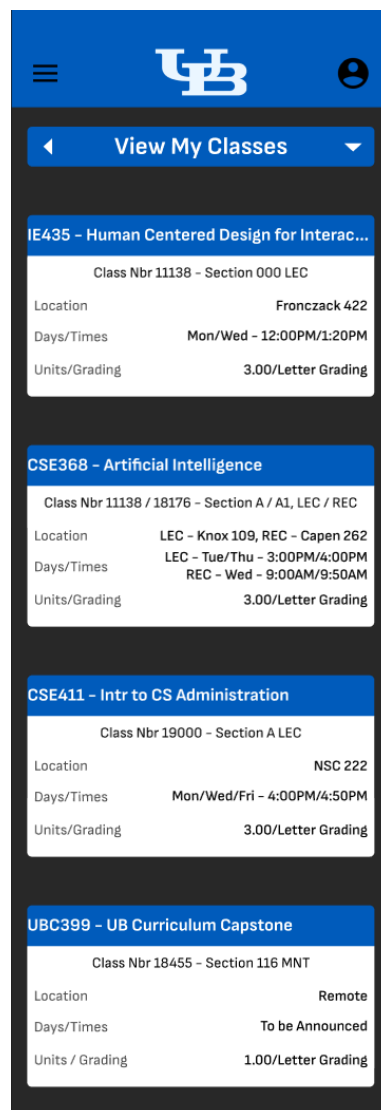 UB
View My Classes
IE435 - Human Centered Design for Interac...
Class Nbr 11138 - Section 000 LEC
Location Fronczack 422
Days/Times Mon/Wed - 12:00PM/1:20PM
Units/Grading 3.00/Letter Grading
CSE368 - Artificial Intelligence
Class Nbr 11138 / 18176 - Section A / A1, LEC / REC
Location LEC - Knox 109, REC - Capen 262
Days/Times LEC - Tue/Thu - 3:00PM/4:00PM
REC - Wed - 9:00AM/9:50AM
Units/Grading 3.00/Letter Grading
CSE411 - Intr to CS Administration
Class Nbr 19000 - Section A LEC
Location NSC 222
Days/Times Mon/Wed/Fri - 4:00PM/4:50PM
Units/Grading 3.00/Letter Grading
UBC399 - UB Curriculum Capstone
Class Nbr 18455 - Section 116 MNT
Location Remote
Days/Times To be Announced
Units / Grading 1.00/Letter Grading